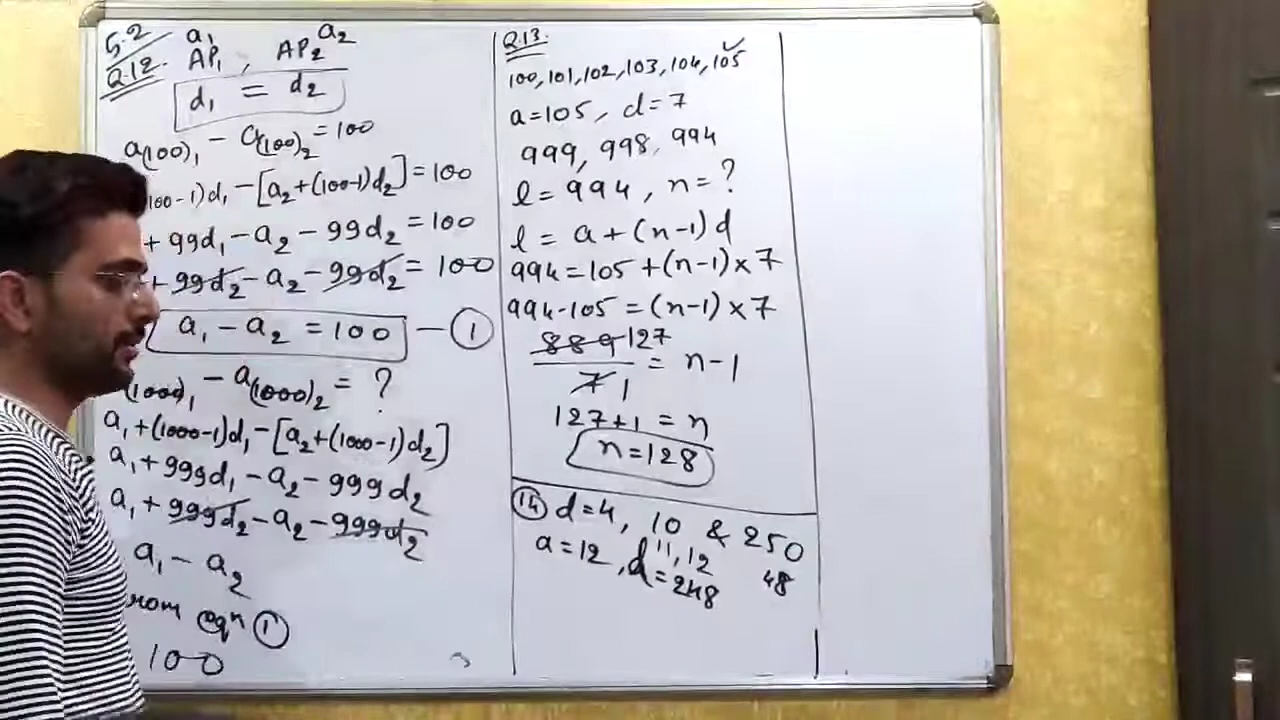 5.2
Q.12. a₁ a₂
AP₁, AP₂
d₁ = d₂
a(100)₁ - a(100)₂ = 100
100-1)d₁ - [a₂+(100-1)d₂] = 100
+ 99d₁ - a₂ - 99d₂ = 100
+ 99d₂ - a₂ - 99d₂ = 100
a₁ - a₂ = 100 — ①
(1000)₁ - a(1000)₂ = ?
a₁+(1000-1)d₁-[a₂+(1000-1)d₂]
a₁ + 999d₁ - a₂ - 999d₂
a₁ + 999d₂ - a₂ - 999d₂
a₁ - a₂
rom eqⁿ ①
100
Q.13.
100, 101, 102, 103, 104, 105 ✓
a=105, d=7
999, 998, 994
l = 994, n = ?
l = a + (n-1) d
994 = 105 + (n-1) × 7
994-105 = (n-1) × 7
889 127
/ 7 1 = n-1
127+1 = n
n=128
⑭ d=4, 10 & 250
11, 12 48
a=12, d=248